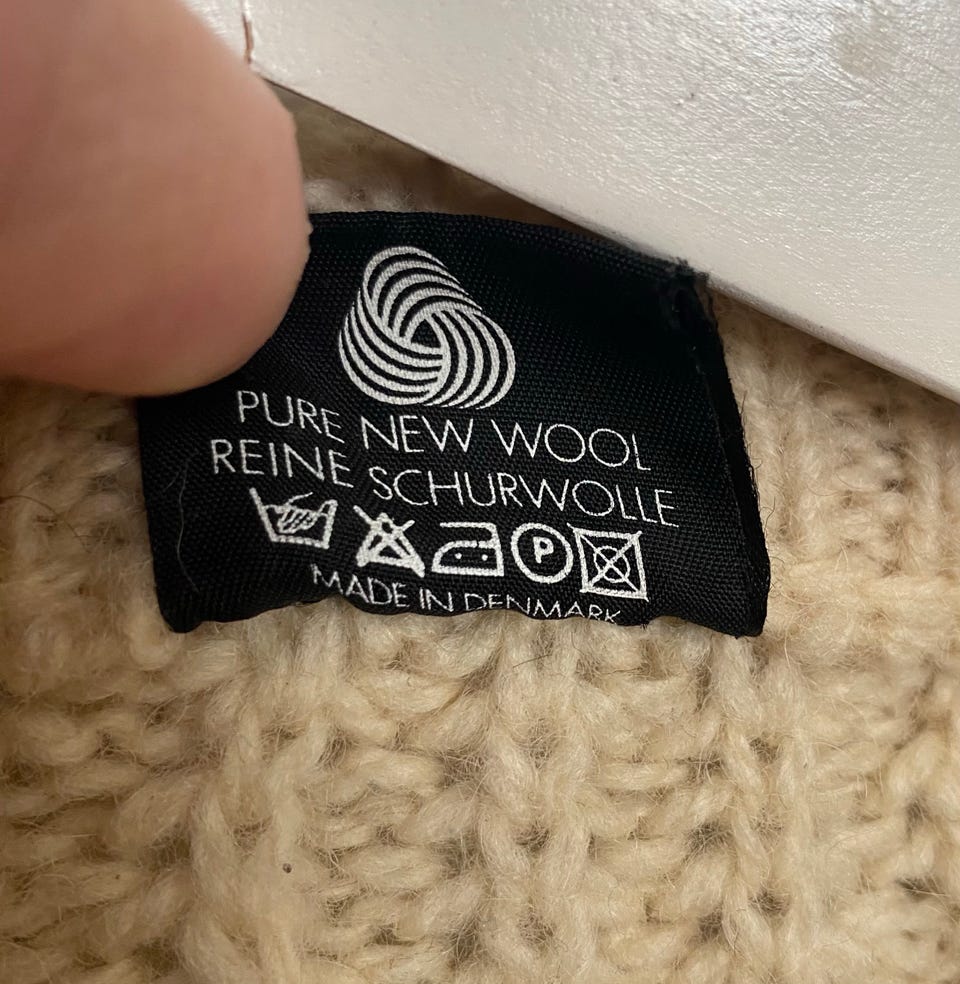 PURE NEW WOOL
REINE SCHURWOLLE
P
MADE IN DENMARK